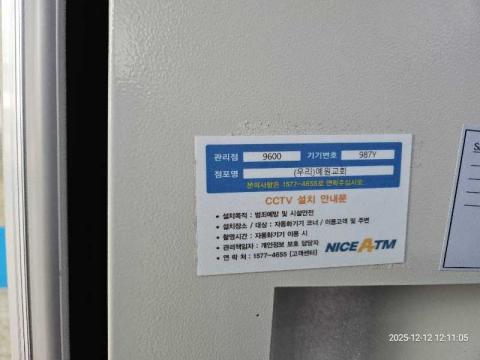 관리점 9600 기기번호 987Y
점포명 (우리)예원교회
문의사항은 1577-4655로 연락주십시오
CCTV 설치 안내문
• 설치목적 : 범죄예방 및 시설안전
• 설치장소 / 대상 : 자동화기기 코너 / 이용고객 및 주변
• 촬영시간 : 자동화기기 이용 시
• 관리책임자 : 개인정보 보호 담당자
• 연 락 처 : 1577-4655 (고객센터)
NICE ATM
2025-12-12 12:11:05